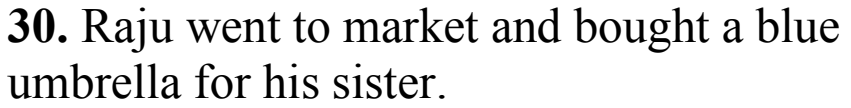 30. Raju went to market and bought a blue
umbrella for his sister.